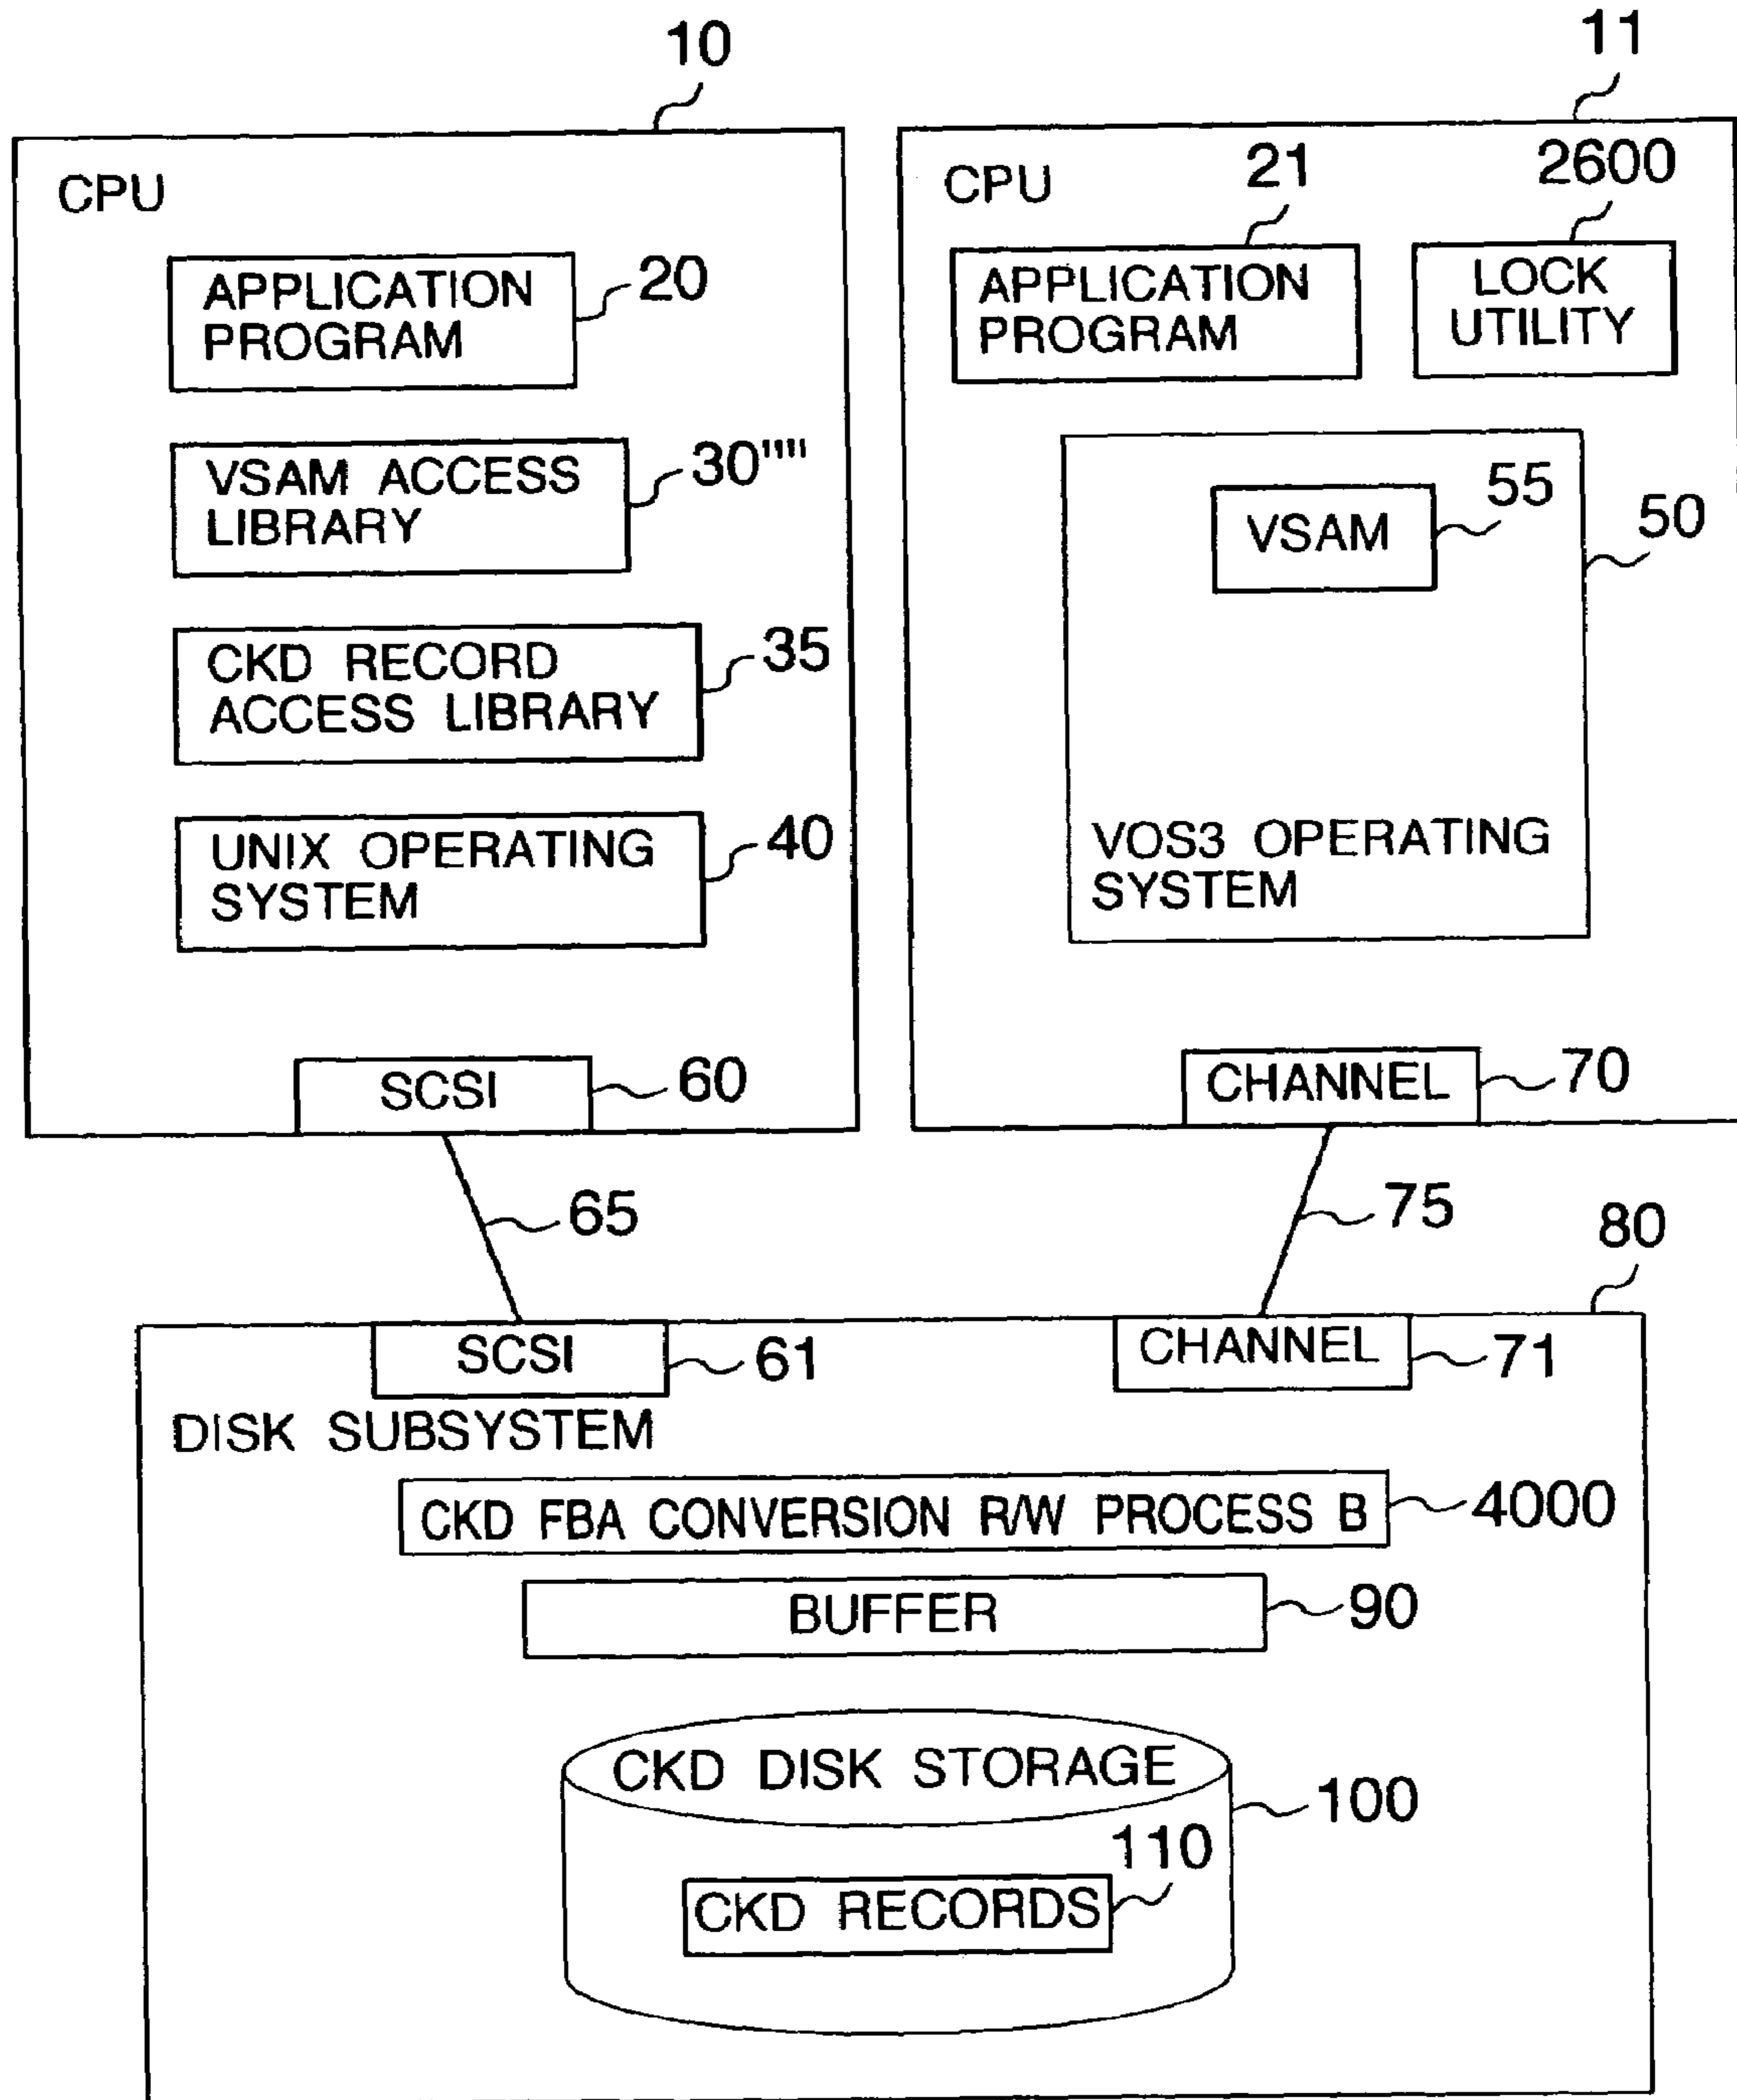 10
11
CPU
APPLICATION
PROGRAM
20
VSAM ACCESS
LIBRARY
30""
CKD RECORD
ACCESS LIBRARY
35
UNIX OPERATING
SYSTEM
40
SCSI
60
CPU
21
2600
APPLICATION
PROGRAM
LOCK
UTILITY
VSAM
55
50
VOS3 OPERATING
SYSTEM
CHANNEL
70
65
75
80
SCSI
61
CHANNEL
71
DISK SUBSYSTEM
CKD FBA CONVERSION R/W PROCESS B
4000
BUFFER
90
CKD DISK STORAGE
100
110
CKD RECORDS